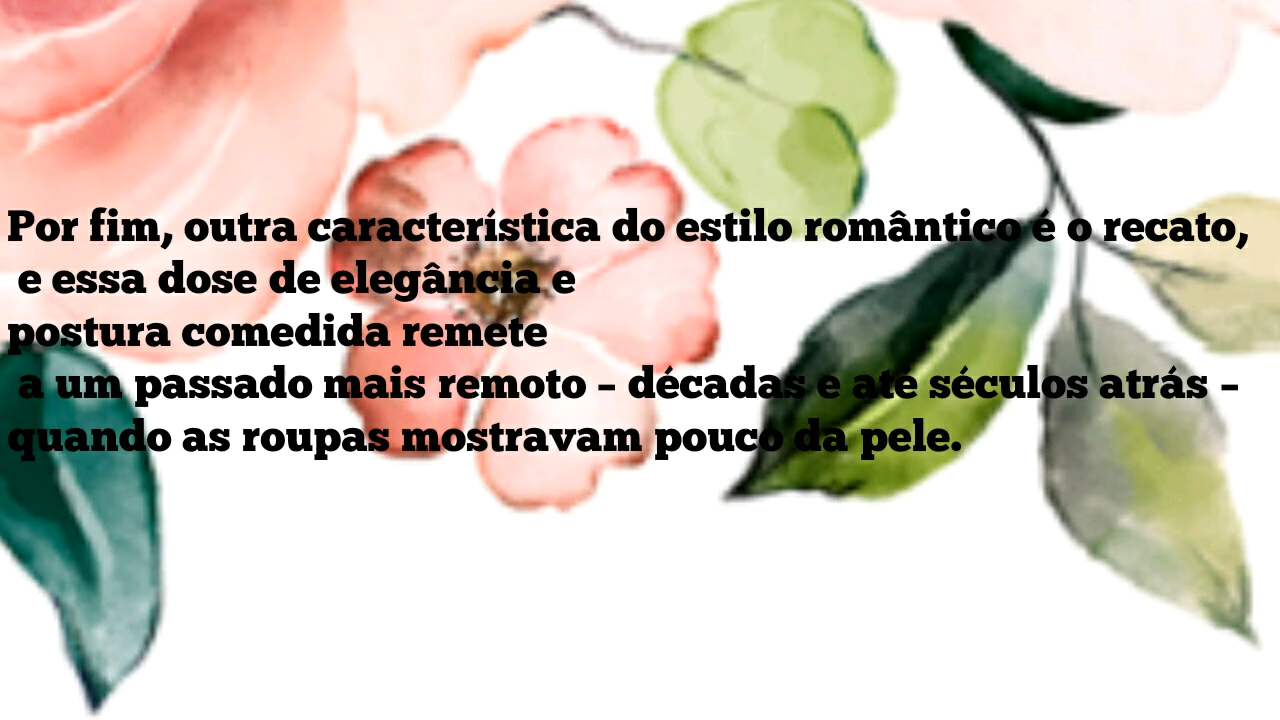 Por fim, outra característica do estilo romântico é o recato,
e essa dose de elegância e
postura comedida remete
a um passado mais remoto – décadas e até séculos atrás –
quando as roupas mostravam pouco da pele.